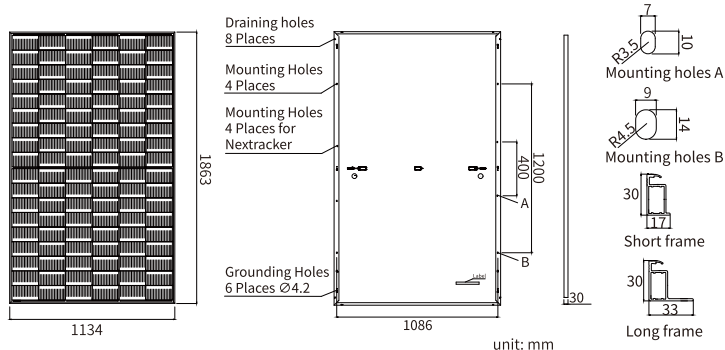 1863
1134
Draining holes
8 Places
Mounting Holes
4 Places
Mounting Holes
4 Places for
Nextracker
Grounding Holes
6 Places ∅4.2
400
1200
A
B
Label
1086
30
unit: mm
7
10
R3.5
Mounting holes A
9
14
R4.5
Mounting holes B
30
17
Short frame
30
33
Long frame